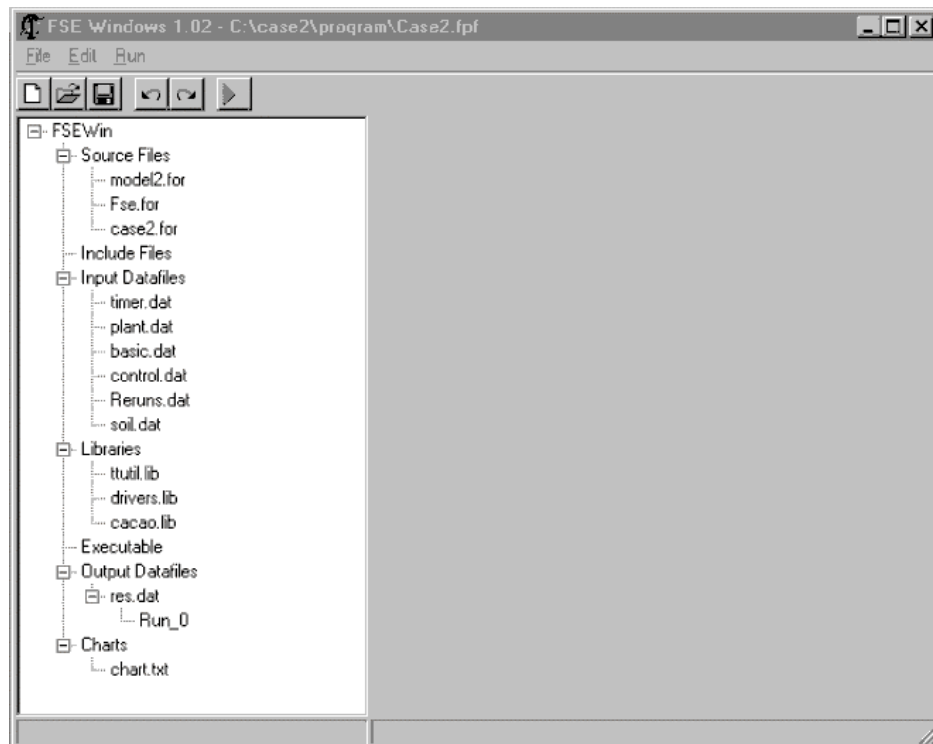 FSE Windows 1.02 - C:\case2\program\Case2.fpf
File Edit Run
FSEWin
Source Files
model2.for
Fse.for
case2.for
Include Files
Input Datafiles
timer.dat
plant.dat
basic.dat
control.dat
Reruns.dat
soil.dat
Libraries
ttutil.lib
drivers.lib
cacao.lib
Executable
Output Datafiles
res.dat
Run_0
Charts
chart.txt